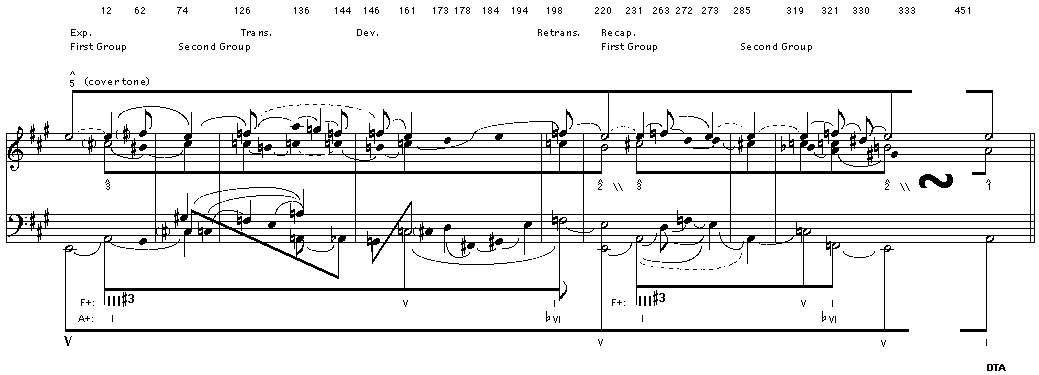 12 62 74 126 136 144 146 161 173 178 184 194 198 220 231 263 272 273 285 319 321 330 333 451
Exp. Trans. Dev. Retrans. Recap.
First Group Second Group First Group Second Group
^
5 (cover tone)
^ ^ ^ ^ ^
3 2 \\ 3 2 \\ 1
F+: III#3 V I F+: III#3 V I
A+: I bVI I bVI
V V V I
DTA